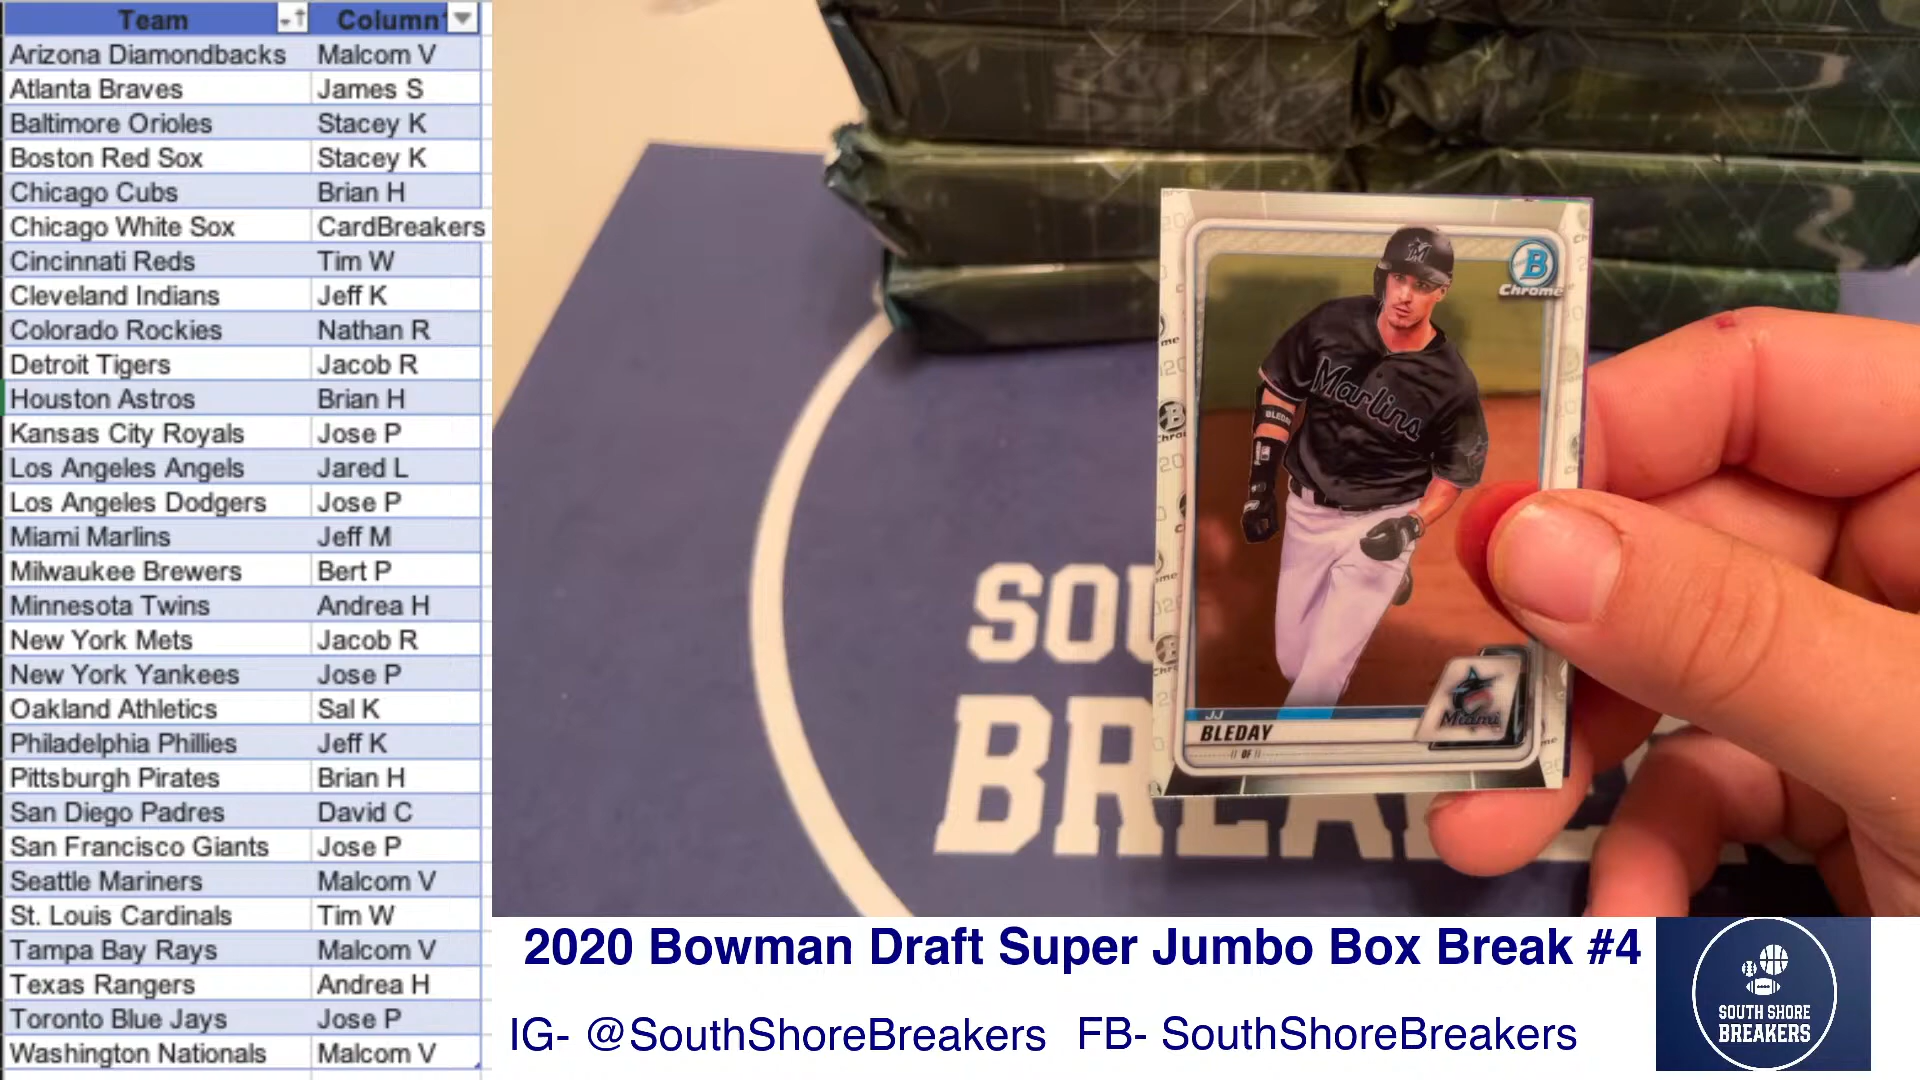 Team Column
Arizona Diamondbacks Malcom V
Atlanta Braves James S
Baltimore Orioles Stacey K
Boston Red Sox Stacey K
Chicago Cubs Brian H
Chicago White Sox CardBreakers
Cincinnati Reds Tim W
Cleveland Indians Jeff K
Colorado Rockies Nathan R
Detroit Tigers Jacob R
Houston Astros Brian H
Kansas City Royals Jose P
Los Angeles Angels Jared L
Los Angeles Dodgers Jose P
Miami Marlins Jeff M
Milwaukee Brewers Bert P
Minnesota Twins Andrea H
New York Mets Jacob R
New York Yankees Jose P
Oakland Athletics Sal K
Philadelphia Phillies Jeff K
Pittsburgh Pirates Brian H
San Diego Padres David C
San Francisco Giants Jose P
Seattle Mariners Malcom V
St. Louis Cardinals Tim W
Tampa Bay Rays Malcom V
Texas Rangers Andrea H
Toronto Blue Jays Jose P
Washington Nationals Malcom V
B
Chrome
M
BLEDAY
Marlins
Miami
JJ
BLEDAY
OF
SOU
BREA
2020 Bowman Draft Super Jumbo Box Break #4
IG- @SouthShoreBreakers FB- SouthShoreBreakers
SOUTH SHORE
BREAKERS